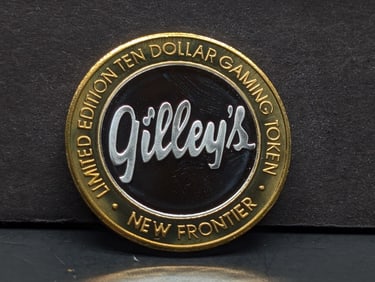 LIMITED EDITION TEN DOLLAR GAMING TOKEN
gilley's
• NEW FRONTIER •